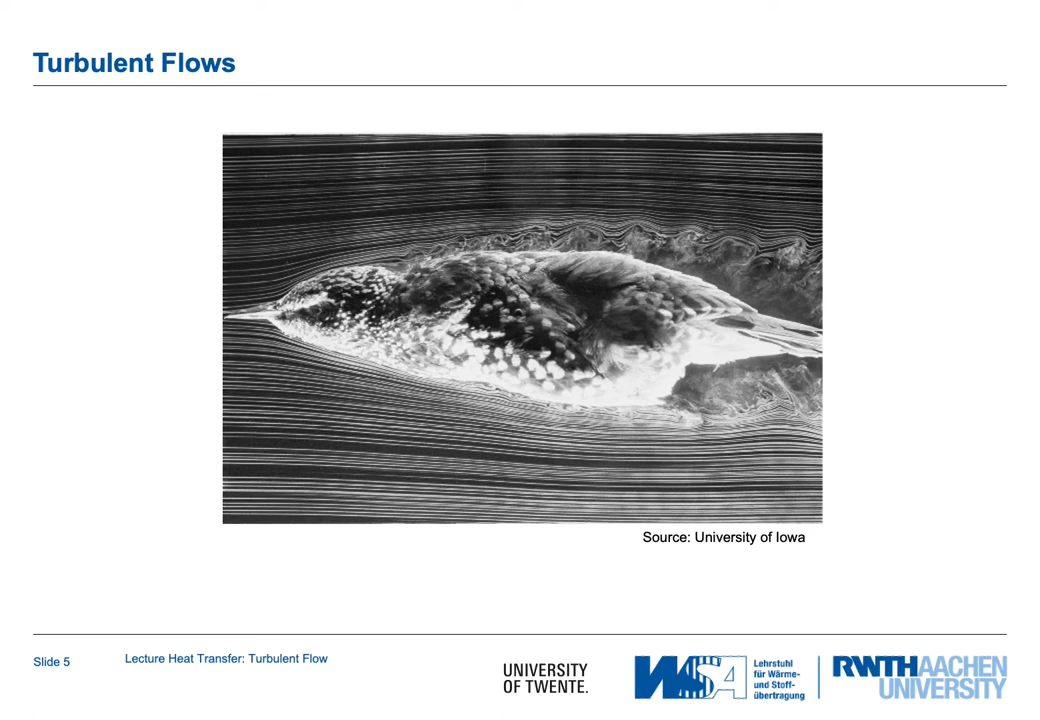 Turbulent Flows
Source: University of Iowa
Slide 5
Lecture Heat Transfer: Turbulent Flow
UNIVERSITY
OF TWENTE.
WSA
Lehrstuhl
für Wärme-
und Stoff-
übertragung
RWTHAACHEN
UNIVERSITY